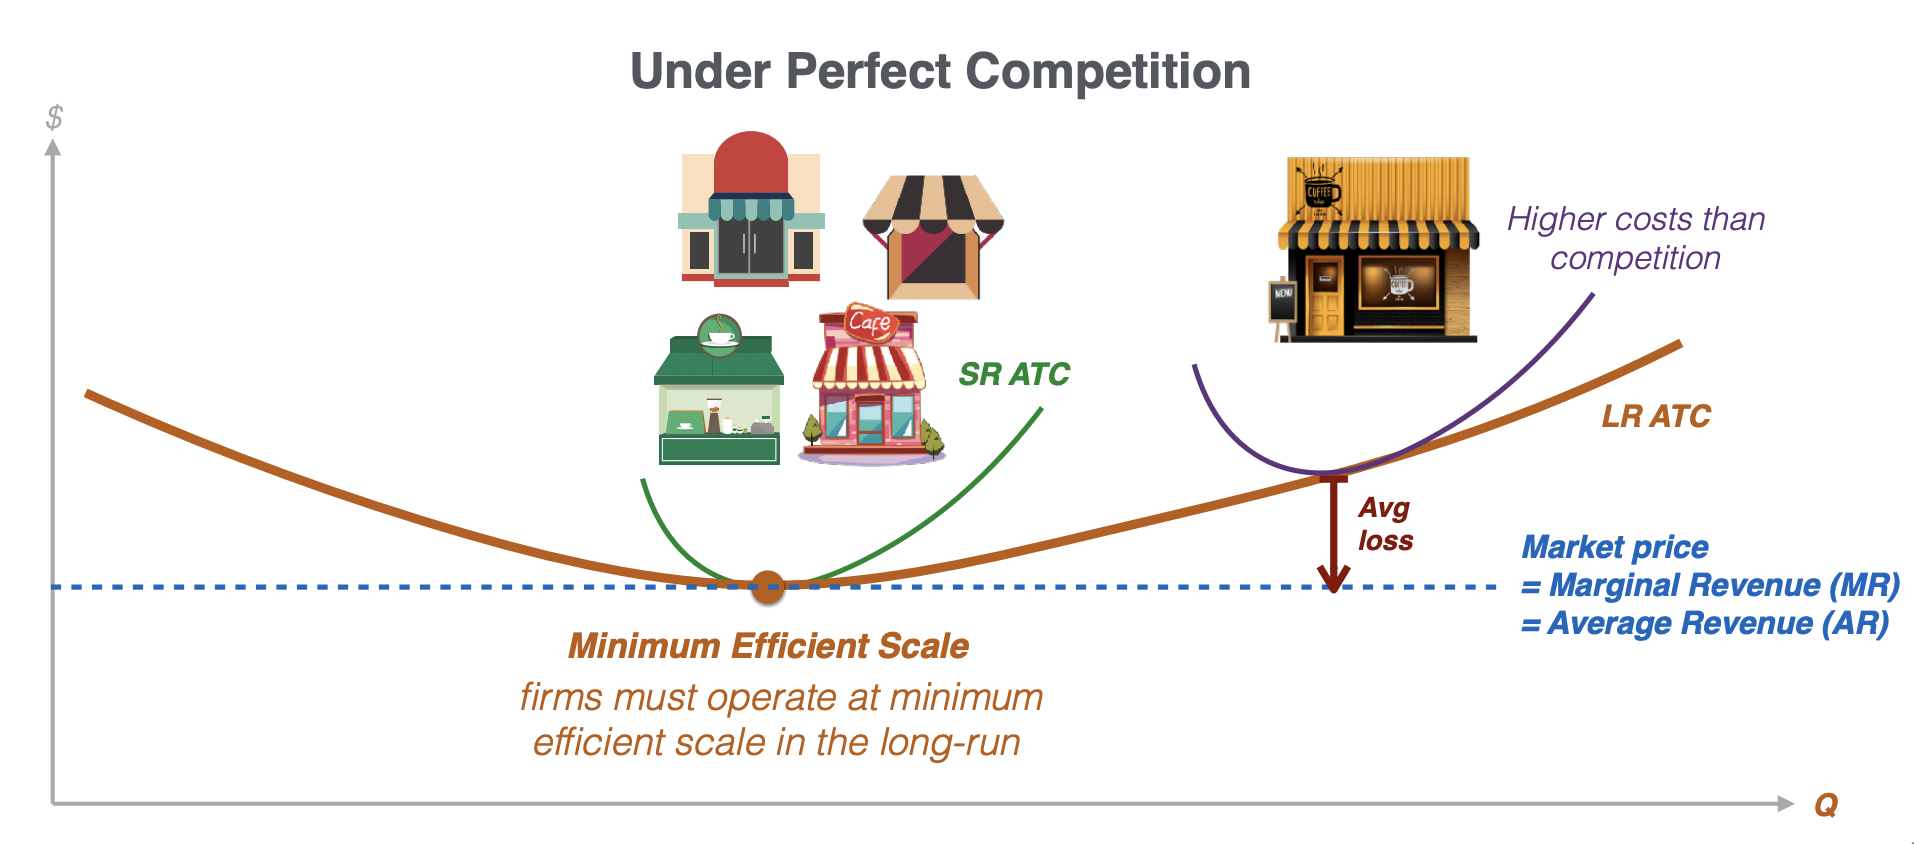 Under Perfect Competition
$
COFFEE
MENU
COFFEE
Higher costs than
competition
Cafe
SR ATC
LR ATC
Avg
loss
Market price
= Marginal Revenue (MR)
= Average Revenue (AR)
Minimum Efficient Scale
firms must operate at minimum
efficient scale in the long-run
Q